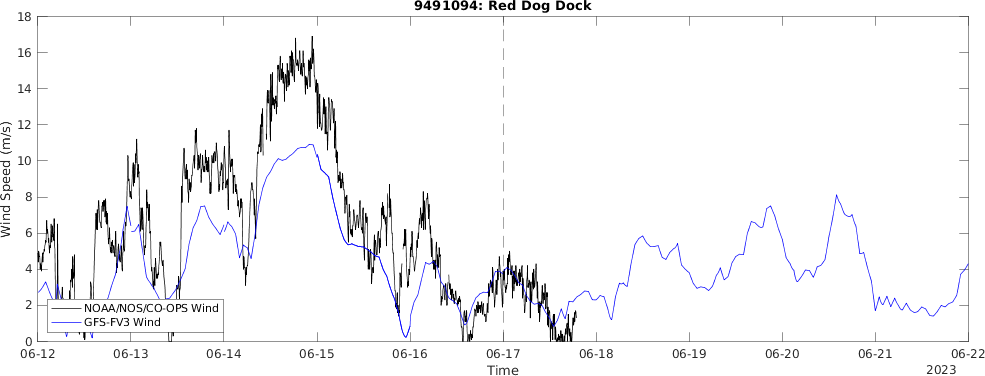 9491094: Red Dog Dock
Wind Speed (m/s)
18
16
14
12
10
8
6
4
2
0
NOAA/NOS/CO-OPS Wind
GFS-FV3 Wind
06-12 06-13 06-14 06-15 06-16 06-17 06-18 06-19 06-20 06-21 06-22
Time
2023